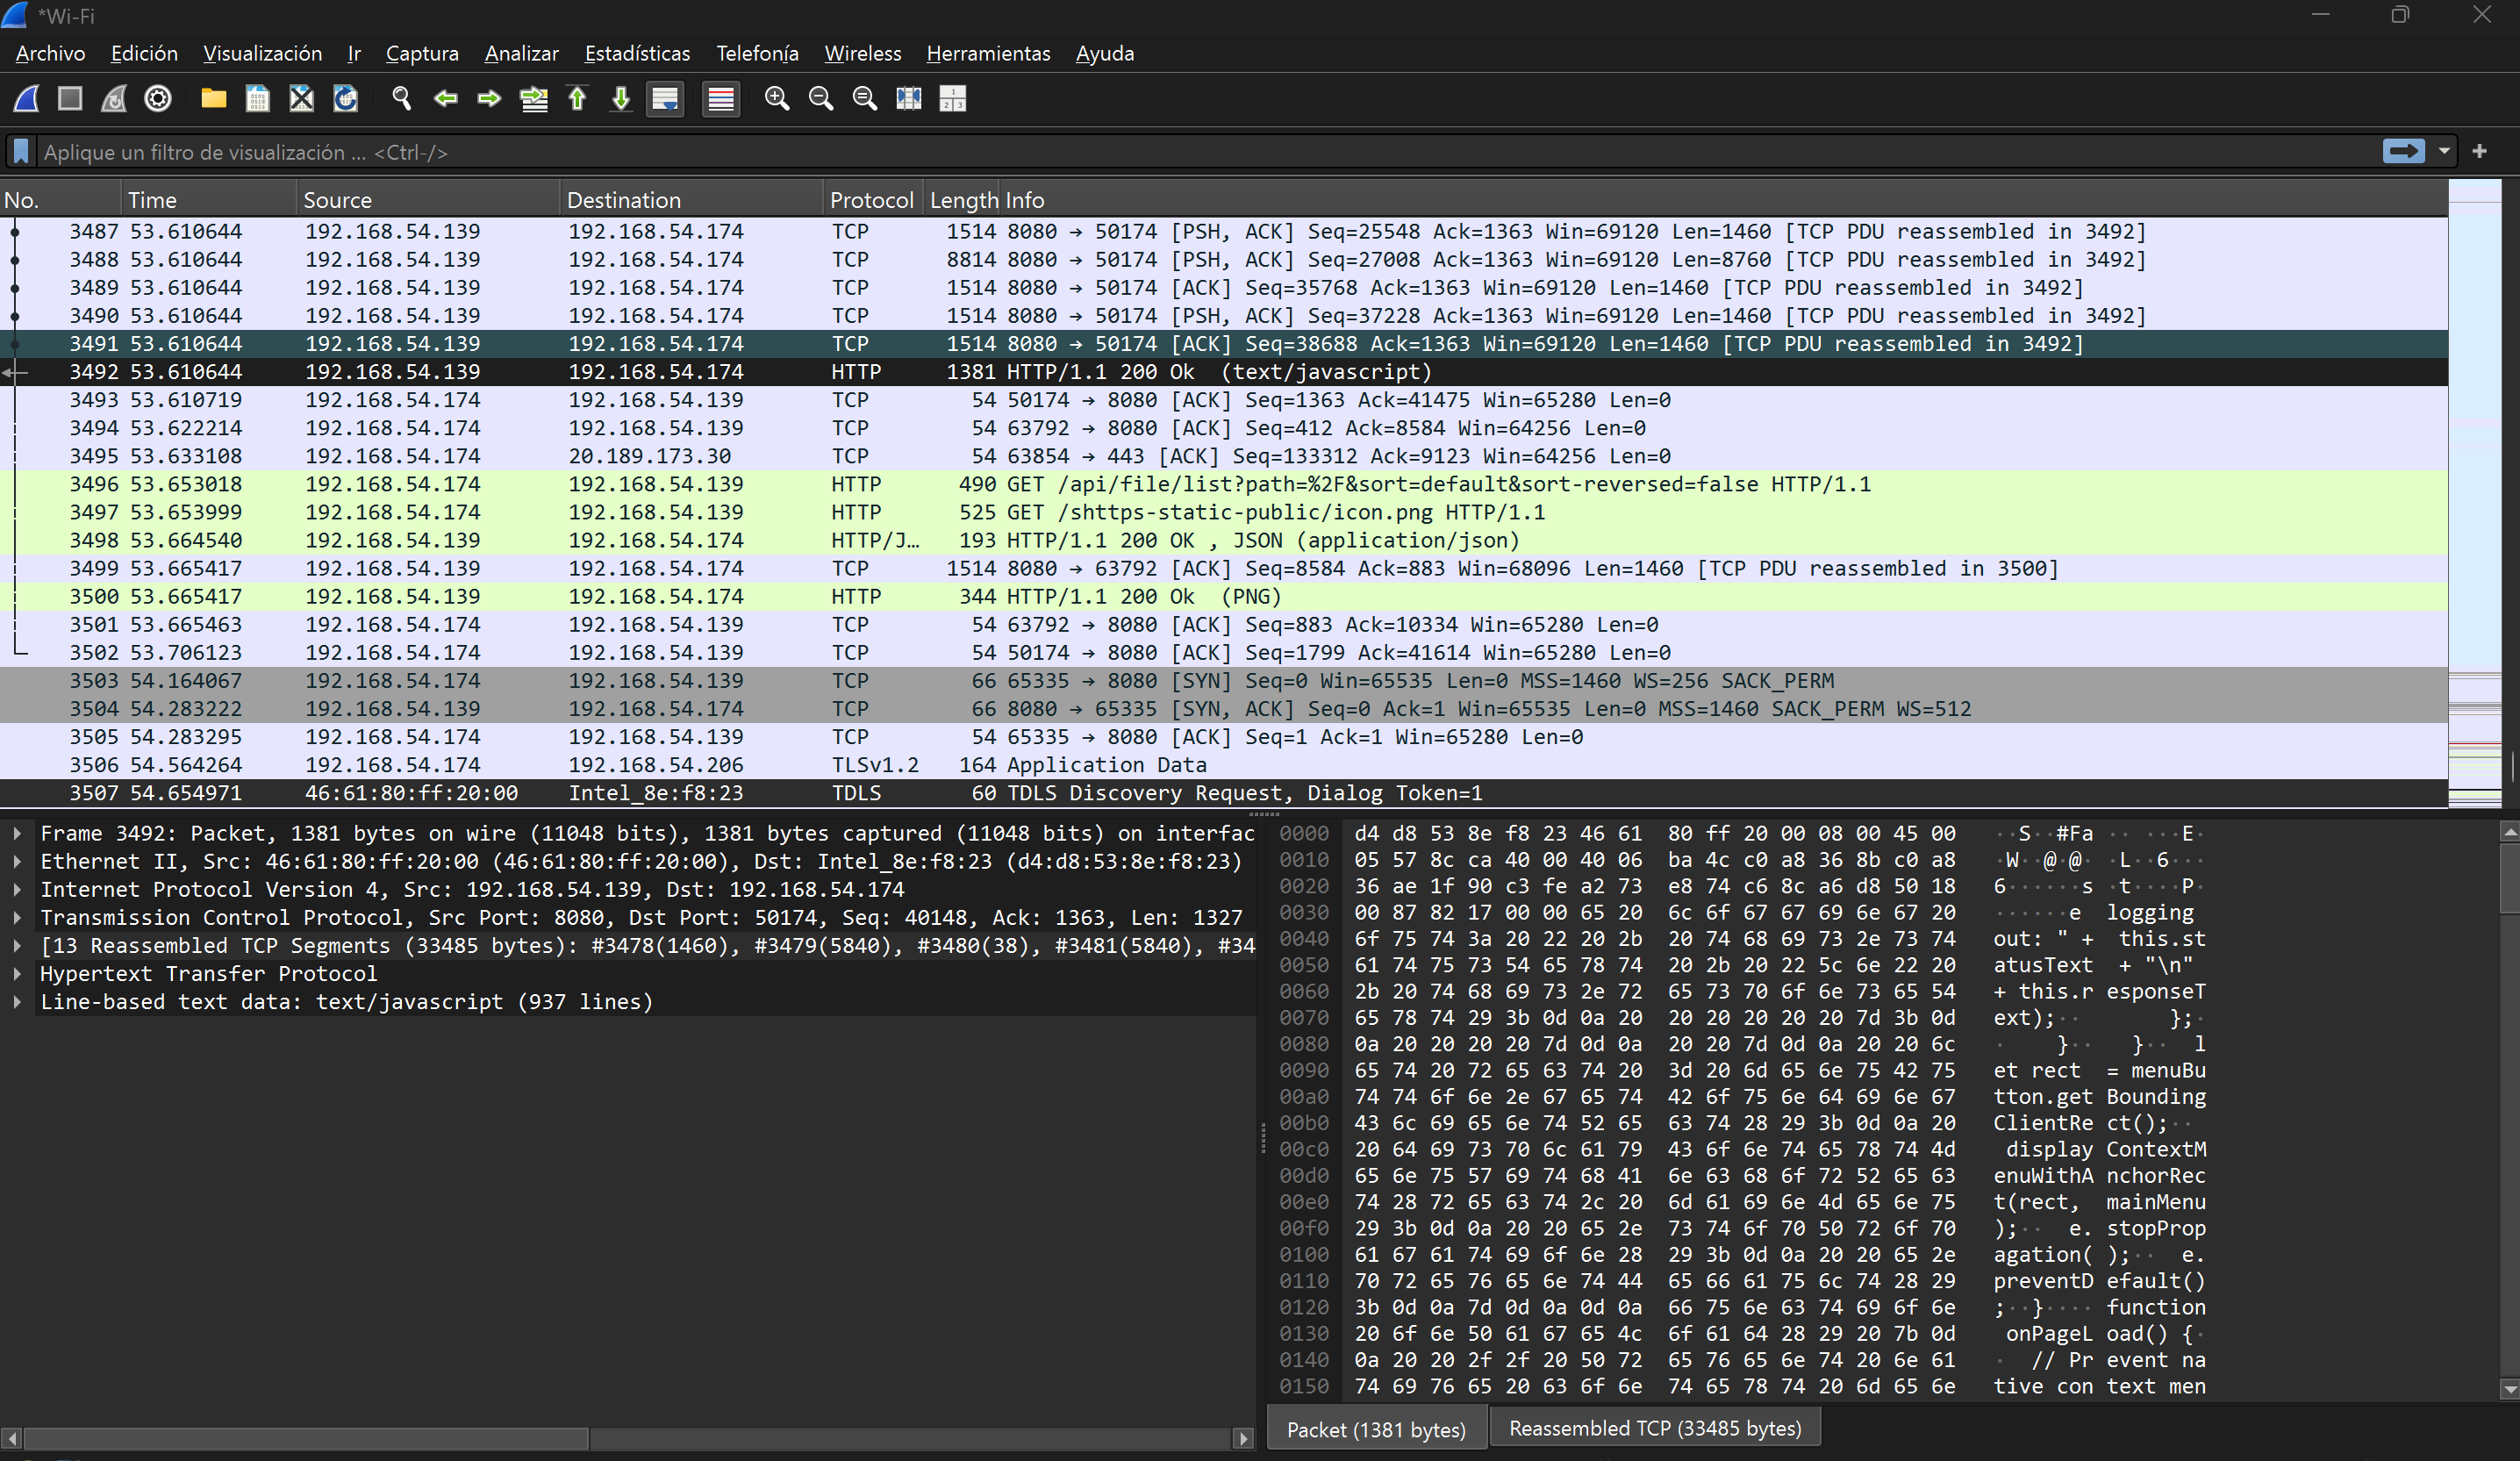 *Wi-Fi
Archivo Edición Visualización Ir Captura Analizar Estadísticas Telefonía Wireless Herramientas Ayuda
Aplique un filtro de visualización ... <Ctrl-/>
No. Time Source Destination Protocol Length Info
3487 53.610644 192.168.54.139 192.168.54.174 TCP 1514 8080 → 50174 [PSH, ACK] Seq=25548 Ack=1363 Win=69120 Len=1460 [TCP PDU reassembled in 3492]
3488 53.610644 192.168.54.139 192.168.54.174 TCP 8814 8080 → 50174 [PSH, ACK] Seq=27008 Ack=1363 Win=69120 Len=8760 [TCP PDU reassembled in 3492]
3489 53.610644 192.168.54.139 192.168.54.174 TCP 1514 8080 → 50174 [ACK] Seq=35768 Ack=1363 Win=69120 Len=1460 [TCP PDU reassembled in 3492]
3490 53.610644 192.168.54.139 192.168.54.174 TCP 1514 8080 → 50174 [PSH, ACK] Seq=37228 Ack=1363 Win=69120 Len=1460 [TCP PDU reassembled in 3492]
3491 53.610644 192.168.54.139 192.168.54.174 TCP 1514 8080 → 50174 [ACK] Seq=38688 Ack=1363 Win=69120 Len=1460 [TCP PDU reassembled in 3492]
3492 53.610644 192.168.54.139 192.168.54.174 HTTP 1381 HTTP/1.1 200 Ok  (text/javascript)
3493 53.610719 192.168.54.174 192.168.54.139 TCP 54 50174 → 8080 [ACK] Seq=1363 Ack=41475 Win=65280 Len=0
3494 53.622214 192.168.54.174 192.168.54.139 TCP 54 63792 → 8080 [ACK] Seq=412 Ack=8584 Win=64256 Len=0
3495 53.633108 192.168.54.174 20.189.173.30 TCP 54 63854 → 443 [ACK] Seq=133312 Ack=9123 Win=64256 Len=0
3496 53.653018 192.168.54.174 192.168.54.139 HTTP 490 GET /api/file/list?path=%2F&sort=default&sort-reversed=false HTTP/1.1
3497 53.653999 192.168.54.174 192.168.54.139 HTTP 525 GET /shttps-static-public/icon.png HTTP/1.1
3498 53.664540 192.168.54.139 192.168.54.174 HTTP/J… 193 HTTP/1.1 200 OK , JSON (application/json)
3499 53.665417 192.168.54.139 192.168.54.174 TCP 1514 8080 → 63792 [ACK] Seq=8584 Ack=883 Win=68096 Len=1460 [TCP PDU reassembled in 3500]
3500 53.665417 192.168.54.139 192.168.54.174 HTTP 344 HTTP/1.1 200 Ok  (PNG)
3501 53.665463 192.168.54.174 192.168.54.139 TCP 54 63792 → 8080 [ACK] Seq=883 Ack=10334 Win=65280 Len=0
3502 53.706123 192.168.54.174 192.168.54.139 TCP 54 50174 → 8080 [ACK] Seq=1799 Ack=41614 Win=65280 Len=0
3503 54.164067 192.168.54.174 192.168.54.139 TCP 66 65335 → 8080 [SYN] Seq=0 Win=65535 Len=0 MSS=1460 WS=256 SACK_PERM
3504 54.283222 192.168.54.139 192.168.54.174 TCP 66 8080 → 65335 [SYN, ACK] Seq=0 Ack=1 Win=65535 Len=0 MSS=1460 SACK_PERM WS=512
3505 54.283295 192.168.54.174 192.168.54.139 TCP 54 65335 → 8080 [ACK] Seq=1 Ack=1 Win=65280 Len=0
3506 54.564264 192.168.54.174 192.168.54.206 TLSv1.2 164 Application Data
3507 54.654971 46:61:80:ff:20:00 Intel_8e:f8:23 TDLS 60 TDLS Discovery Request, Dialog Token=1
Frame 3492: Packet, 1381 bytes on wire (11048 bits), 1381 bytes captured (11048 bits) on interfac
Ethernet II, Src: 46:61:80:ff:20:00 (46:61:80:ff:20:00), Dst: Intel_8e:f8:23 (d4:d8:53:8e:f8:23)
Internet Protocol Version 4, Src: 192.168.54.139, Dst: 192.168.54.174
Transmission Control Protocol, Src Port: 8080, Dst Port: 50174, Seq: 40148, Ack: 1363, Len: 1327
[13 Reassembled TCP Segments (33485 bytes): #3478(1460), #3479(5840), #3480(38), #3481(5840), #34
Hypertext Transfer Protocol
Line-based text data: text/javascript (937 lines)
0000 d4 d8 53 8e f8 23 46 61 80 ff 20 00 08 00 45 00 ··S··#Fa ·· ···E·
0010 05 57 8c ca 40 00 40 06 ba 4c c0 a8 36 8b c0 a8 ·W··@·@· ·L··6···
0020 36 ae 1f 90 c3 fe a2 73 e8 74 c6 8c a6 d8 50 18 6······s ·t····P·
0030 00 87 82 17 00 00 65 20 6c 6f 67 67 69 6e 67 20 ······e logging
0040 6f 75 74 3a 20 22 20 2b 20 74 68 69 73 2e 73 74 out: " + this.st
0050 61 74 75 73 54 65 78 74 20 2b 20 22 5c 6e 22 20 atusText + "\n"
0060 2b 20 74 68 69 73 2e 72 65 73 70 6f 6e 73 65 54 + this.r esponseT
0070 65 78 74 29 3b 0d 0a 20 20 20 20 20 20 7d 3b 0d ext);·· };·
0080 0a 20 20 20 20 7d 0d 0a 20 20 7d 0d 0a 20 20 6c · }·· }·· l
0090 65 74 20 72 65 63 74 20 3d 20 6d 65 6e 75 42 75 et rect = menuBu
00a0 74 74 6f 6e 2e 67 65 74 42 6f 75 6e 64 69 6e 67 tton.get Bounding
00b0 43 6c 69 65 6e 74 52 65 63 74 28 29 3b 0d 0a 20 ClientRe ct();··
00c0 20 64 69 73 70 6c 61 79 43 6f 6e 74 65 78 74 4d display ContextM
00d0 65 6e 75 57 69 74 68 41 6e 63 68 6f 72 52 65 63 enuWithA nchorRec
00e0 74 28 72 65 63 74 2c 20 6d 61 69 6e 4d 65 6e 75 t(rect, mainMenu
00f0 29 3b 0d 0a 20 20 65 2e 73 74 6f 70 50 72 6f 70 );·· e. stopProp
0100 61 67 61 74 69 6f 6e 28 29 3b 0d 0a 20 20 65 2e agation( );·· e.
0110 70 72 65 76 65 6e 74 44 65 66 61 75 6c 74 28 29 preventD efault()
0120 3b 0d 0a 7d 0d 0a 0d 0a 66 75 6e 63 74 69 6f 6e ;··}···· function
0130 20 6f 6e 50 61 67 65 4c 6f 61 64 28 29 20 7b 0d onPageL oad() {·
0140 0a 20 20 2f 2f 20 50 72 65 76 65 6e 74 20 6e 61 · // Pr event na
0150 74 69 76 65 20 63 6f 6e 74 65 78 74 20 6d 65 6e tive con text men
Packet (1381 bytes) Reassembled TCP (33485 bytes)